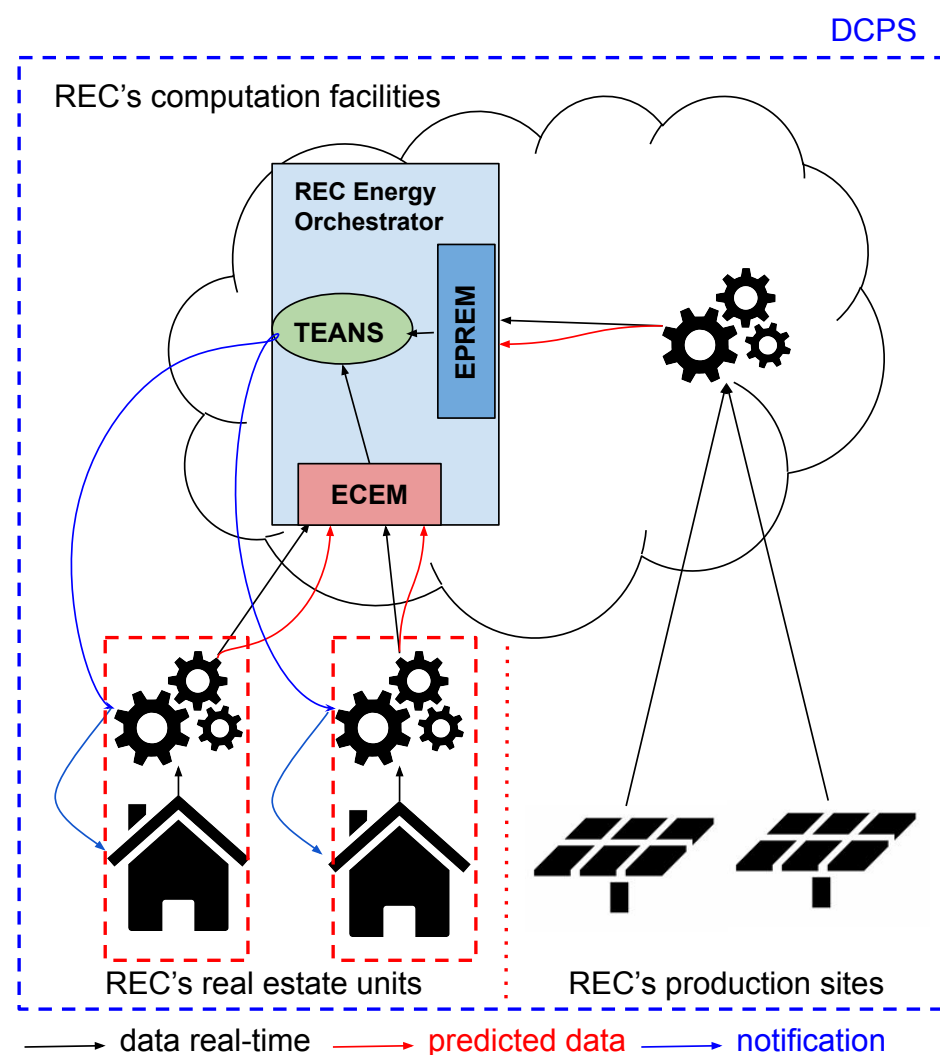 DCPS
REC's computation facilities
REC Energy
Orchestrator
TEANS
EPREM
ECEM
REC's real estate units
REC's production sites
data real-time
predicted data
notification